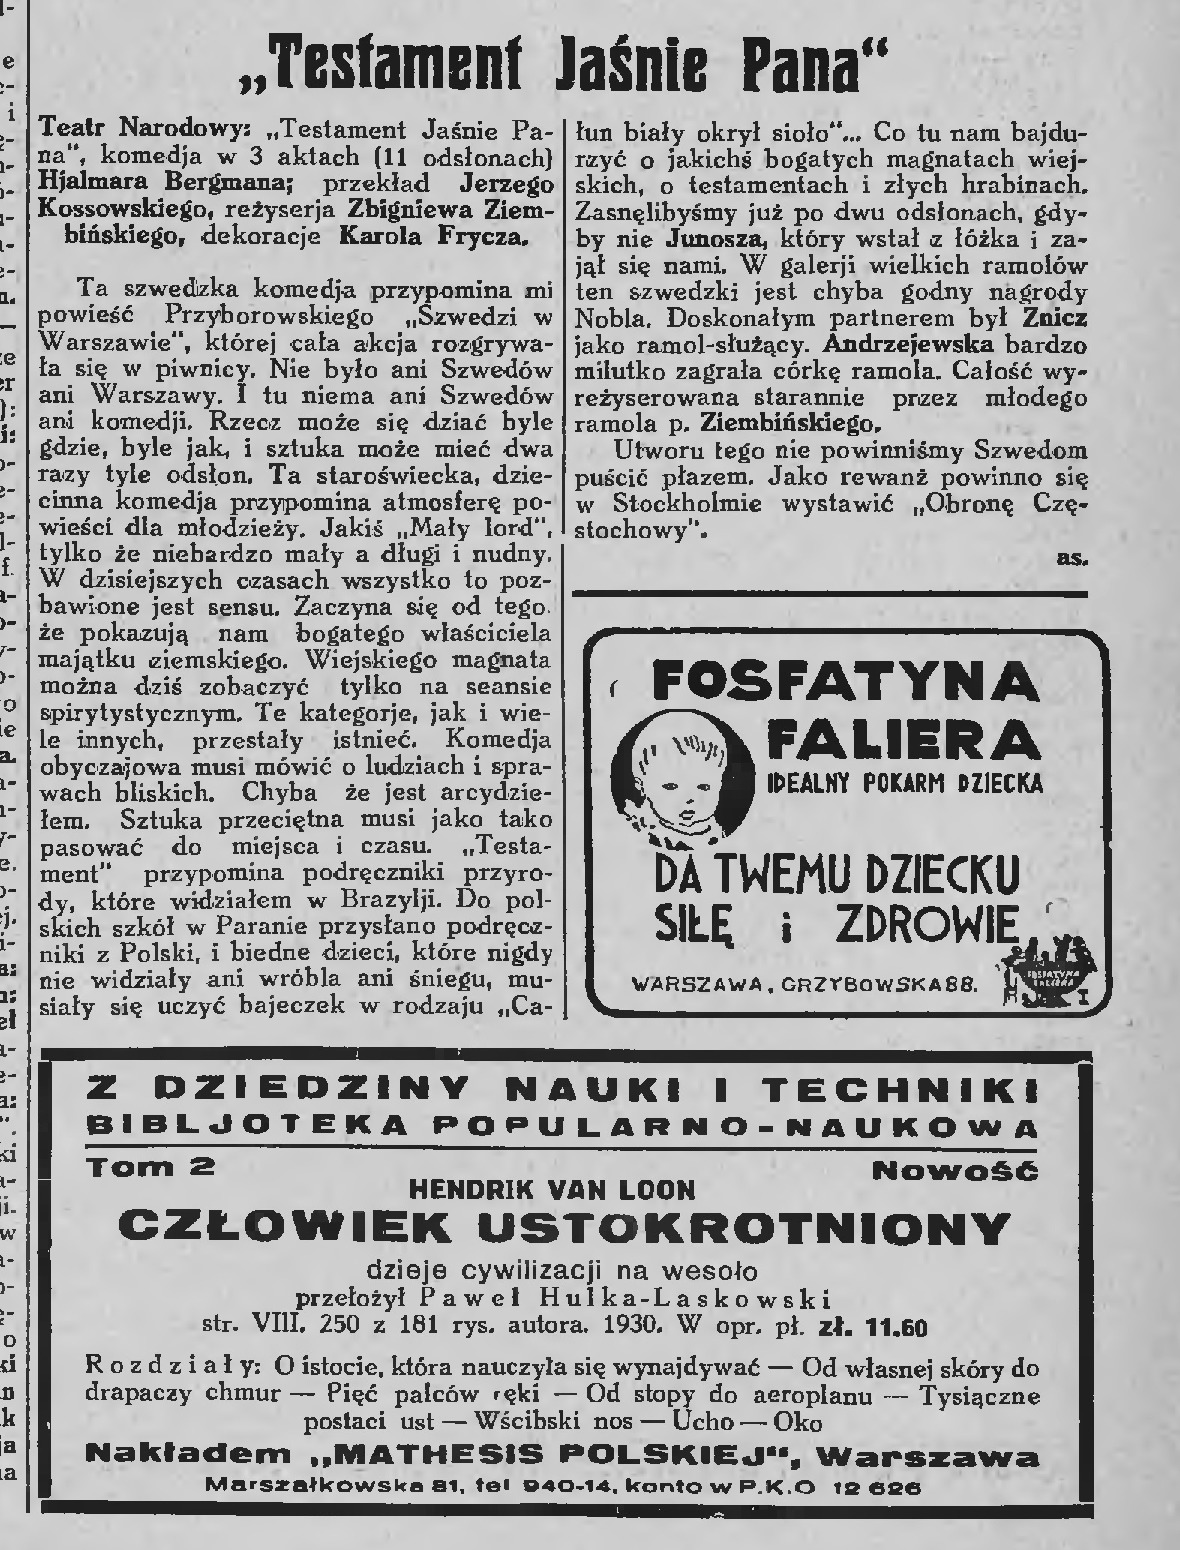 „Testament Jaśnie Pana“
Teatr Narodowy: „Testament Jaśnie Pa-
na“, komedja w 3 aktach (11 odsłonach)
Hjalmara Bergmana; przekład Jerzego
Kossowskiego, reżyserja Zbigniewa Ziem-
bińskiego, dekoracje Karola Frycza.
Ta szwedzka komedja przypomina mi
powieść Przyborowskiego „Szwedzi w
Warszawie“, której cała akcja rozgrywa-
ła się w piwnicy. Nie było ani Szwedów
ani Warszawy. I tu niema ani Szwedów
ani komedji. Rzecz może się dziać byle
gdzie, byle jak, i sztuka może mieć dwa
razy tyle odsłon. Ta staroświecka, dzie-
cinna komedja przypomina atmosferę po-
wieści dla młodzieży. Jakiś „Mały lord“,
tylko że niebardzo mały a długi i nudny.
W dzisiejszych czasach wszystko to poz-
bawione jest sensu. Zaczyna się od tego,
że pokazują nam bogatego właściciela
majątku ziemskiego. Wiejskiego magnata
można dziś zobaczyć tylko na seansie
spirytystycznym. Te kategorje, jak i wie-
le innych, przestały istnieć. Komedja
obyczajowa musi mówić o ludziach i spra-
wach bliskich. Chyba że jest arcydzie-
łem. Sztuka przeciętna musi jako tako
pasować do miejsca i czasu. „Testa-
ment“ przypomina podręczniki przyro-
dy, które widziałem w Brazylji. Do pol-
skich szkół w Paranie przysłano podręcz-
niki z Polski, i biedne dzieci, które nigdy
nie widziały ani wróbla ani śniegu, mu-
siały się uczyć bajeczek w rodzaju „Ca-
łun biały okrył sioło“... Co tu nam bajdu-
rzyć o jakichś bogatych magnatach wiej-
skich, o testamentach i złych hrabinach.
Zasnęlibyśmy już po dwu odsłonach, gdy-
by nie Junosza, który wstał z łóżka i za-
jął się nami. W galerji wielkich ramolów
ten szwedzki jest chyba godny nagrody
Nobla. Doskonałym partnerem był Znicz
jako ramol-służący. Andrzejewska bardzo
milutko zagrała córkę ramola. Całość wy-
reżyserowana starannie przez młodego
ramola p. Ziembińskiego.
Utworu tego nie powinniśmy Szwedom
puścić płazem. Jako rewanż powinno się
w Stockholmie wystawić „Obronę Czę-
stochowy“.
as.
FOSFATYNA
FALIERA
IDEALNY POKARM DZIECKA
DA TWEMU DZIECKU
SIŁĘ i ZDROWIE
WARSZAWA, GRZYBOWSKA 88.
FOSFATYNA
Z DZIEDZINY NAUKI I TECHNIKI
BIBLJOTEKA POPULARNO-NAUKOWA
Tom 2 Nowość
HENDRIK VAN LOON
CZŁOWIEK USTOKROTNIONY
dzieje cywilizacji na wesoło
przełożył Paweł Hulka-Laskowski
str. VIII. 250 z 181 rys. autora. 1930. W opr. pł. zł. 11.60
Rozdziały: O istocie, która nauczyła się wynajdywać — Od własnej skóry do
drapaczy chmur — Pięć palców ręki — Od stopy do aeroplanu — Tysiączne
postaci ust — Wścibski nos — Ucho — Oko
Nakładem „MATHESIS POLSKIEJ“, Warszawa
Marszałkowska 81, tel 940-14, konto w P.K.O 12 626